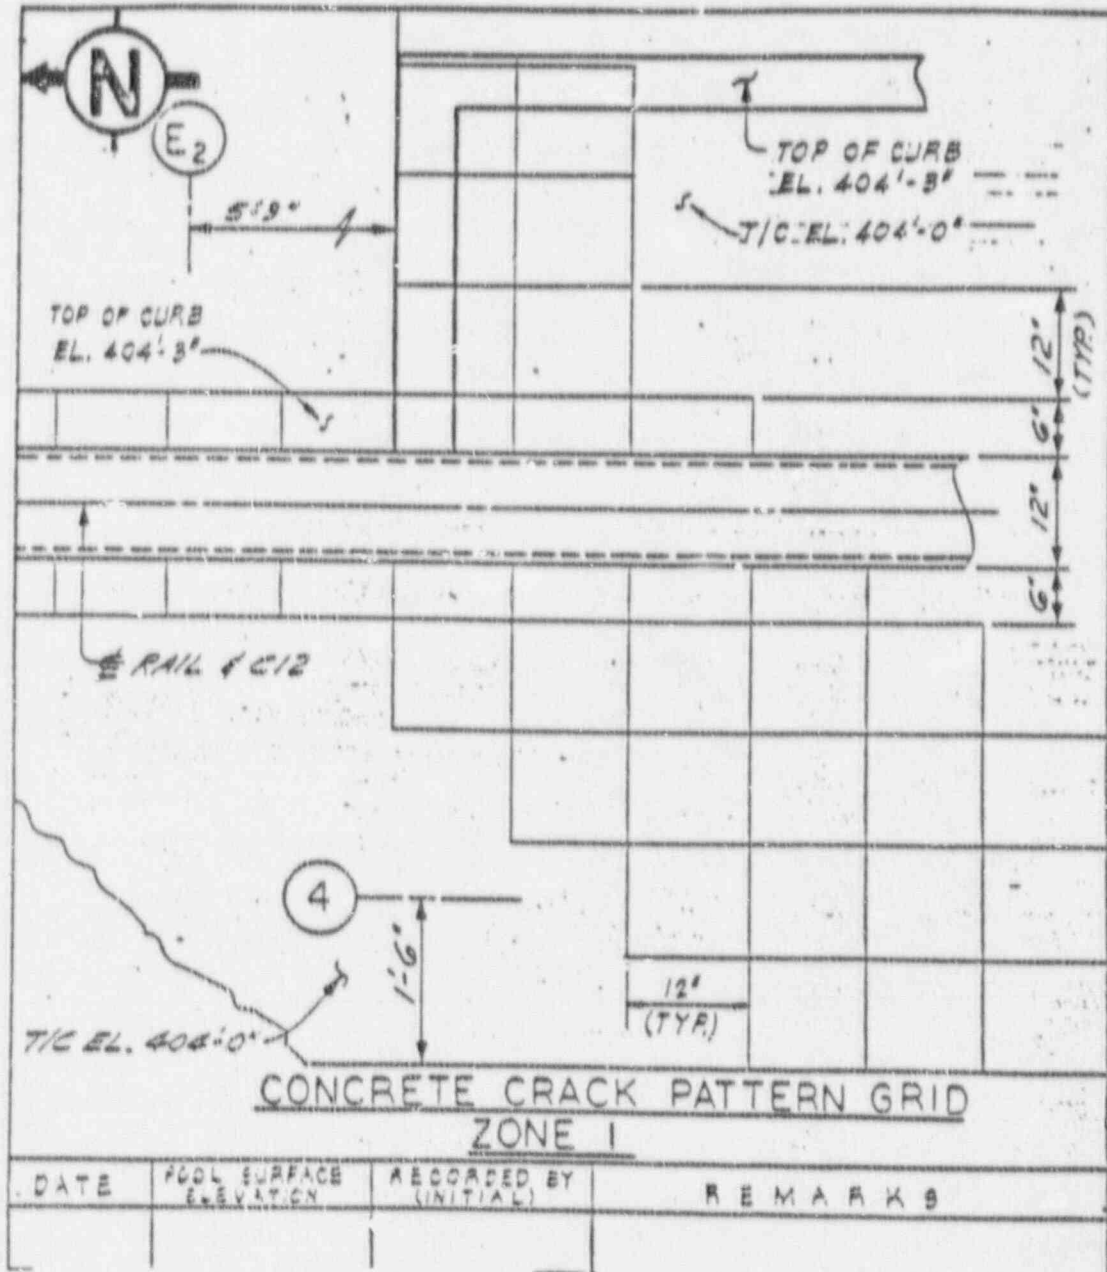 N
E2
5'-9"
TOP OF CURB
EL. 404'-3"
T/C EL. 404'-0"
TOP OF CURB
EL. 404'-3"
12"
(TYP.)
6"
12"
6"
℄ RAIL & C12
4
1'-6"
12"
(TYP.)
T/C EL. 404'-0"
CONCRETE CRACK PATTERN GRID
ZONE 1
DATE
POOL SURFACE
ELEVATION
RECORDED BY
(INITIAL)
REMARKS